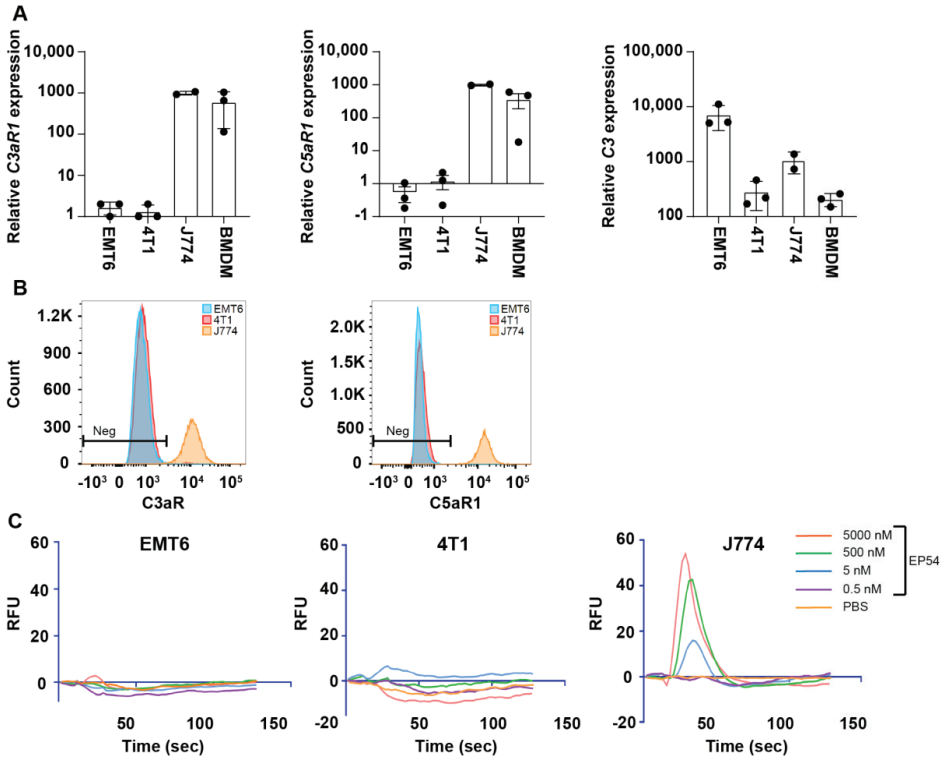 A
Relative C3aR1 expression
10,000
1000
100
10
1
EMT6
4T1
J774
BMDM
Relative C5aR1 expression
10,000
1000
100
10
1
-1
EMT6
4T1
J774
BMDM
Relative C3 expression
100,000
10,000
1000
100
EMT6
4T1
J774
BMDM
B
Count
1.2K
900
600
300
0
Neg
EMT6
4T1
J774
-10³ 0 10³ 10⁴ 10⁵
C3aR
Count
2.0K
1.5K
1.0K
500
0
Neg
EMT6
4T1
J774
-10³ 0 10³ 10⁴ 10⁵
C5aR1
C
EMT6
RFU
60
40
20
0
50 100 150
Time (sec)
4T1
RFU
60
40
20
0
-20
50 100 150
Time (sec)
J774
RFU
60
40
20
0
-20
50 100 150
Time (sec)
5000 nM
500 nM
5 nM
0.5 nM
PBS
EP54